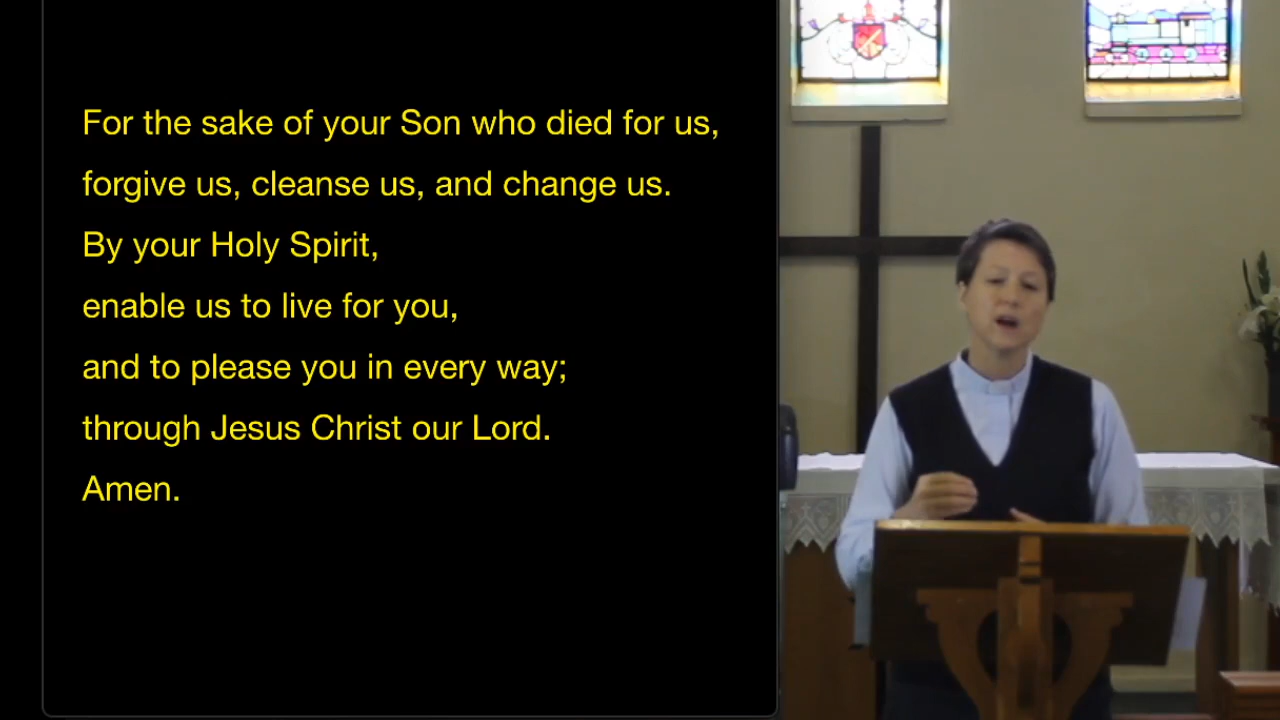 For the sake of your Son who died for us,
forgive us, cleanse us, and change us.
By your Holy Spirit,
enable us to live for you,
and to please you in every way;
through Jesus Christ our Lord.
Amen.